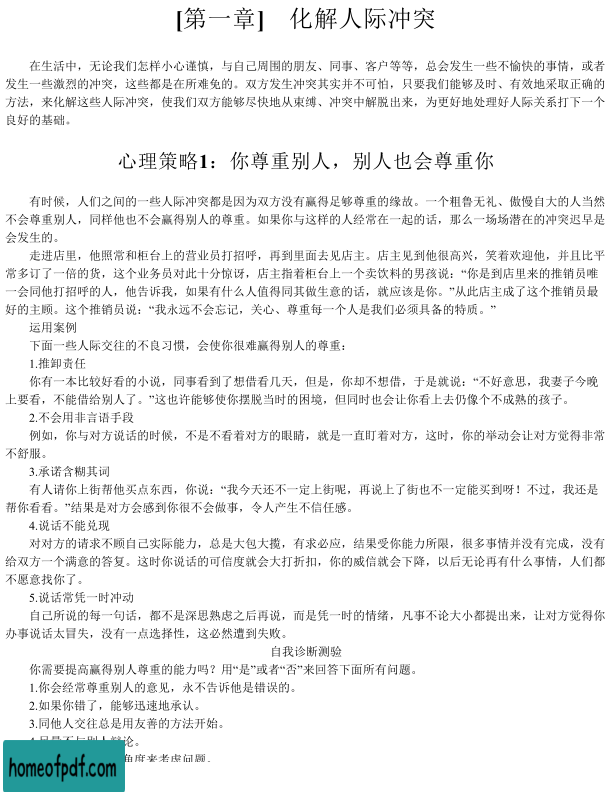 [第一章]　化解人际冲突
在生活中，无论我们怎样小心谨慎，与自己周围的朋友、同事、客户等等，总会发生一些不愉快的事情，或者
发生一些激烈的冲突，这些都是在所难免的。双方发生冲突其实并不可怕，只要我们能够及时、有效地采取正确的
方法，来化解这些人际冲突，使我们双方能够尽快地从束缚、冲突中解脱出来，为更好地处理好人际关系打下一个
良好的基础。
心理策略1：你尊重别人，别人也会尊重你
有时候，人们之间的一些人际冲突都是因为双方没有赢得足够尊重的缘故。一个粗鲁无礼、傲慢自大的人当然
不会尊重别人，同样他也不会赢得别人的尊重。如果你与这样的人经常在一起的话，那么一场场潜在的冲突迟早是
会发生的。
走进店里，他照常和柜台上的营业员打招呼，再到里面去见店主。店主见到他很高兴，笑着欢迎他，并且比平
常多订了一倍的货，这个业务员对此十分惊讶，店主指着柜台上一个卖饮料的男孩说：“你是到店里来的推销员唯
一会同他打招呼的人，他告诉我，如果有什么人值得同其做生意的话，就应该是你。”从此店主成了这个推销员最
好的主顾。这个推销员说：“我永远不会忘记，关心、尊重每一个人是我们必须具备的特质。”
运用案例
下面一些人际交往的不良习惯，会使你很难赢得别人的尊重：
1.推卸责任
你有一本比较好看的小说，同事看到了想借看几天，但是，你却不想借，于是就说：“不好意思，我妻子今晚
上要看，不能借给别人了。”这也许能够使你摆脱当时的困境，但同时也会让你看上去仍像个不成熟的孩子。
2.不会用非言语手段
例如，你与对方说话的时候，不是不看着对方的眼睛，就是一直盯着对方，这时，你的举动会让对方觉得非常
不舒服。
3.承诺含糊其词
有人请你上街帮他买点东西，你说：“我今天还不一定上街呢，再说上了街也不一定能买到呀！不过，我还是
帮你看看。”结果是对方会感到你很不会做事，令人产生不信任感。
4.说话不能兑现
对对方的请求不顾自己实际能力，总是大包大揽，有求必应，结果受你能力所限，很多事情并没有完成，没有
给双方一个满意的答复。这时你说话的可信度就会大打折扣，你的威信就会下降，以后无论再有什么事情，人们都
不愿意找你了。
5.说话常凭一时冲动
自己所说的每一句话，都不是深思熟虑之后再说，而是凭一时的情绪，凡事不论大小都提出来，让对方觉得你
办事说话太冒失，没有一点选择性，这必然遭到失败。
自我诊断测验
你需要提高赢得别人尊重的能力吗？用“是”或者“否”来回答下面所有问题。
1.你会经常尊重别人的意见，永不告诉他是错误的。
2.如果你错了，能够迅速地承认。
3.同他人交往总是用友善的方法开始。
4.尽量不与别人辩论。
角度来考虑问题。
homeofpdf.com